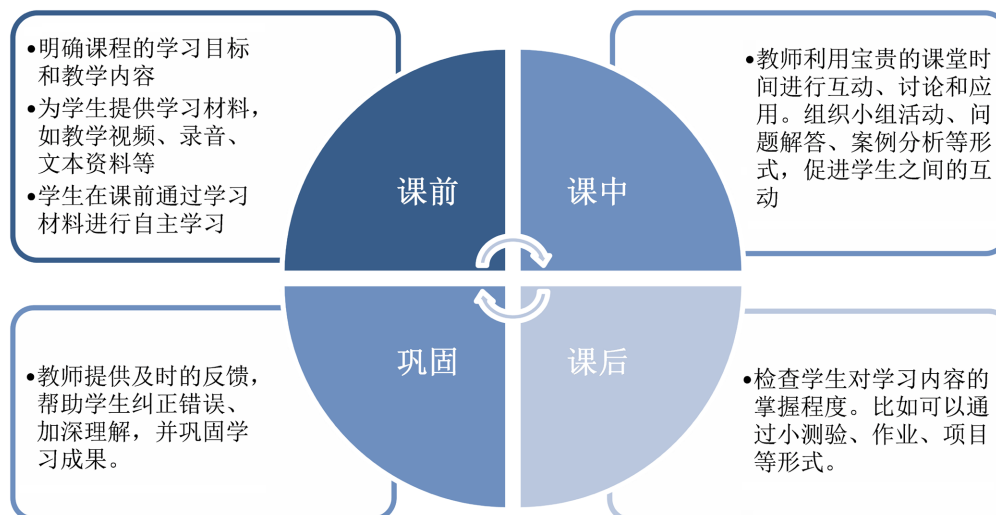 •明确课程的学习目标
和教学内容
•为学生提供学习材料，
如教学视频、录音、
文本资料等
•学生在课前通过学习
材料进行自主学习
课前
课中
•教师利用宝贵的课堂时
间进行互动、讨论和应
用。组织小组活动、问
题解答、案例分析等形
式，促进学生之间的互
动
•教师提供及时的反馈，
帮助学生纠正错误、
加深理解，并巩固学
习成果。
巩固
课后
•检查学生对学习内容的
掌握程度。比如可以通
过小测验、作业、项目
等形式。